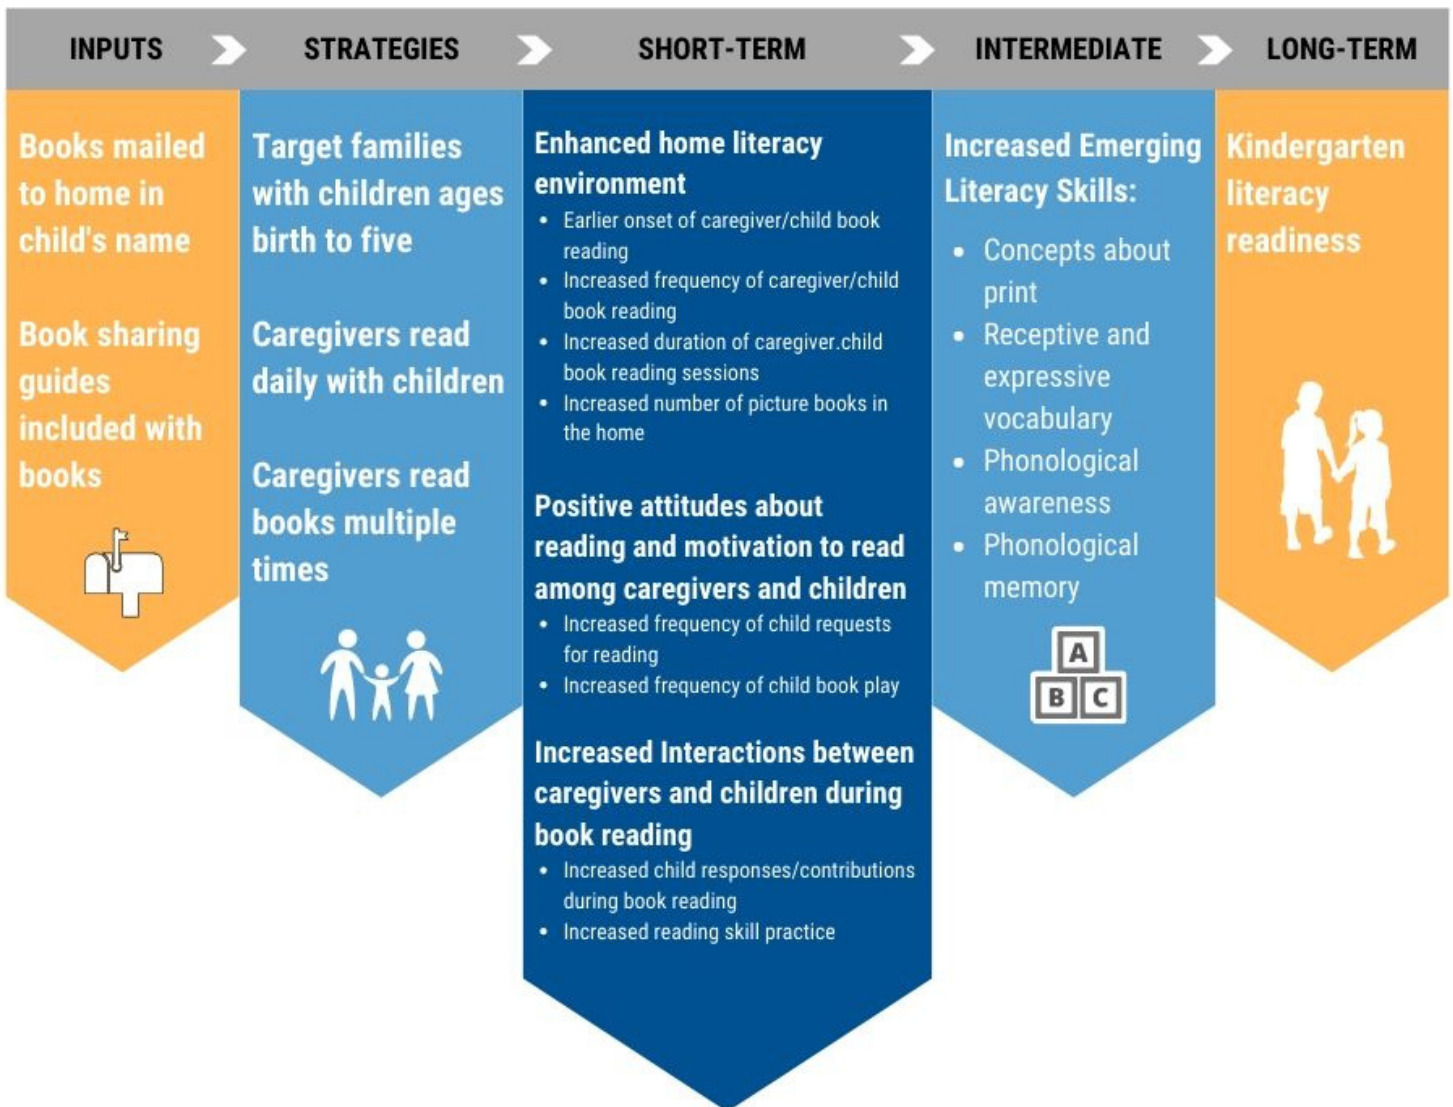 INPUTS
STRATEGIES
SHORT-TERM
INTERMEDIATE
LONG-TERM
Books mailed
to home in
child's name
Book sharing
guides
included with
books
Target families
with children ages
birth to five
Caregivers read
daily with children
Caregivers read
books multiple
times
Enhanced home literacy
environment
• Earlier onset of caregiver/child book
reading
• Increased frequency of caregiver/child
book reading
• Increased duration of caregiver.child
book reading sessions
• Increased number of picture books in
the home
Positive attitudes about
reading and motivation to read
among caregivers and children
• Increased frequency of child requests
for reading
• Increased frequency of child book play
Increased Interactions between
caregivers and children during
book reading
• Increased child responses/contributions
during book reading
• Increased reading skill practice
Increased Emerging
Literacy Skills:
• Concepts about
print
• Receptive and
expressive
vocabulary
• Phonological
awareness
• Phonological
memory
A
B C
Kindergarten
literacy
readiness